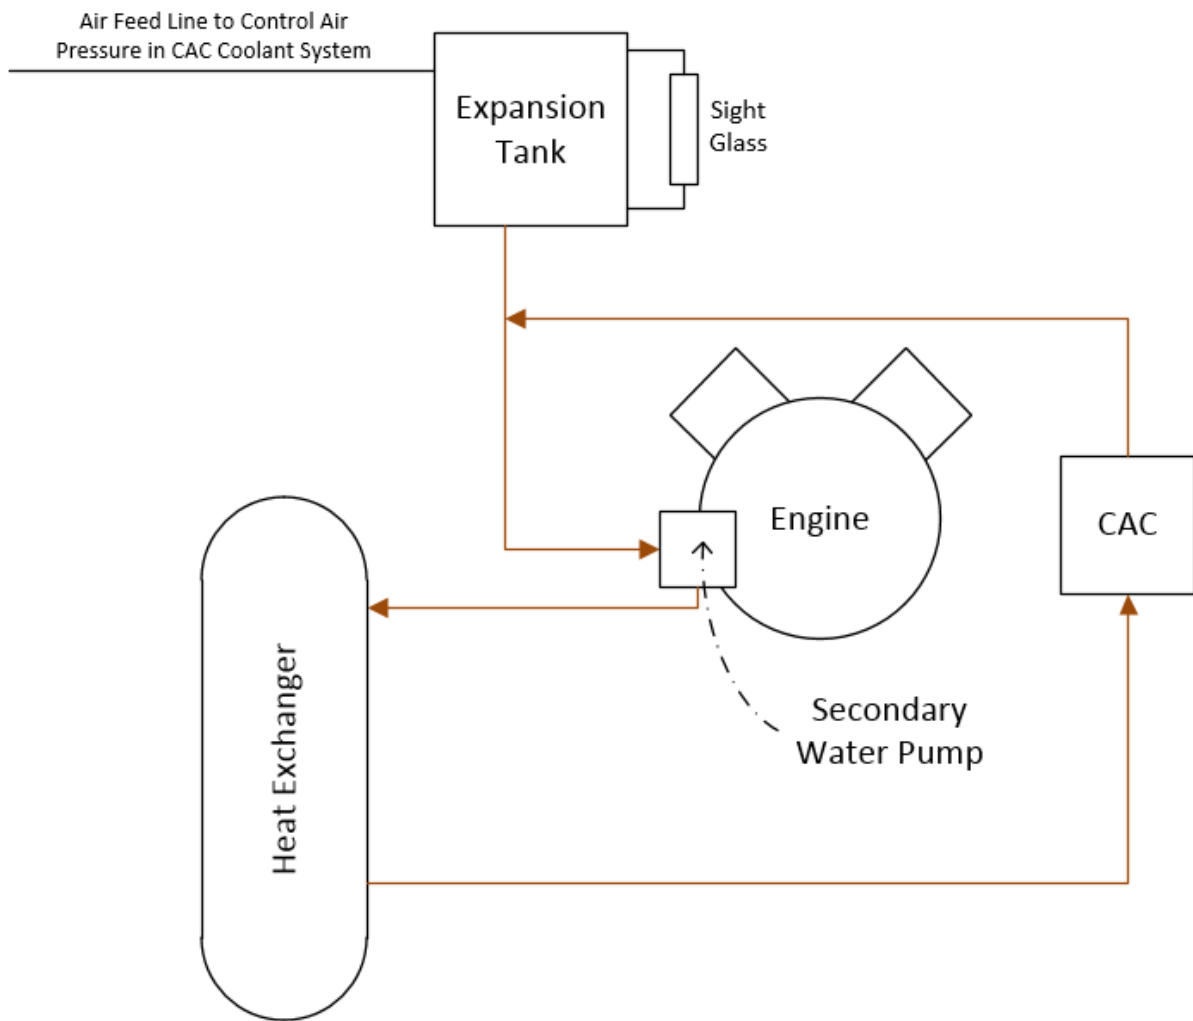 Air Feed Line to Control Air
Pressure in CAC Coolant System
Expansion
Tank
Sight
Glass
Engine
CAC
Heat Exchanger
Secondary
Water Pump